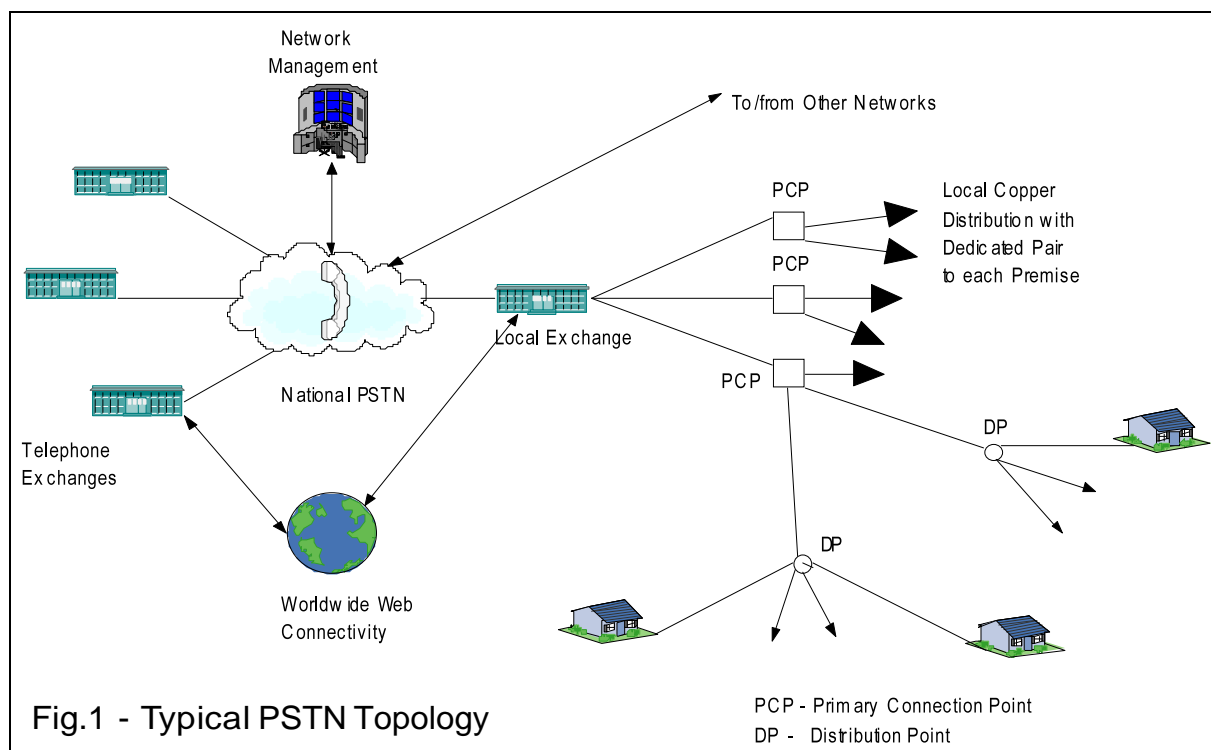 Network
Management
To/from Other Networks
PCP
Local Copper
Distribution with
Dedicated Pair
to each Premise
PCP
Local Exchange
PCP
National PSTN
DP
Telephone
Exchanges
DP
Worldwide Web
Connectivity
PCP - Primary Connection Point
DP - Distribution Point
Fig.1 - Typical PSTN Topology